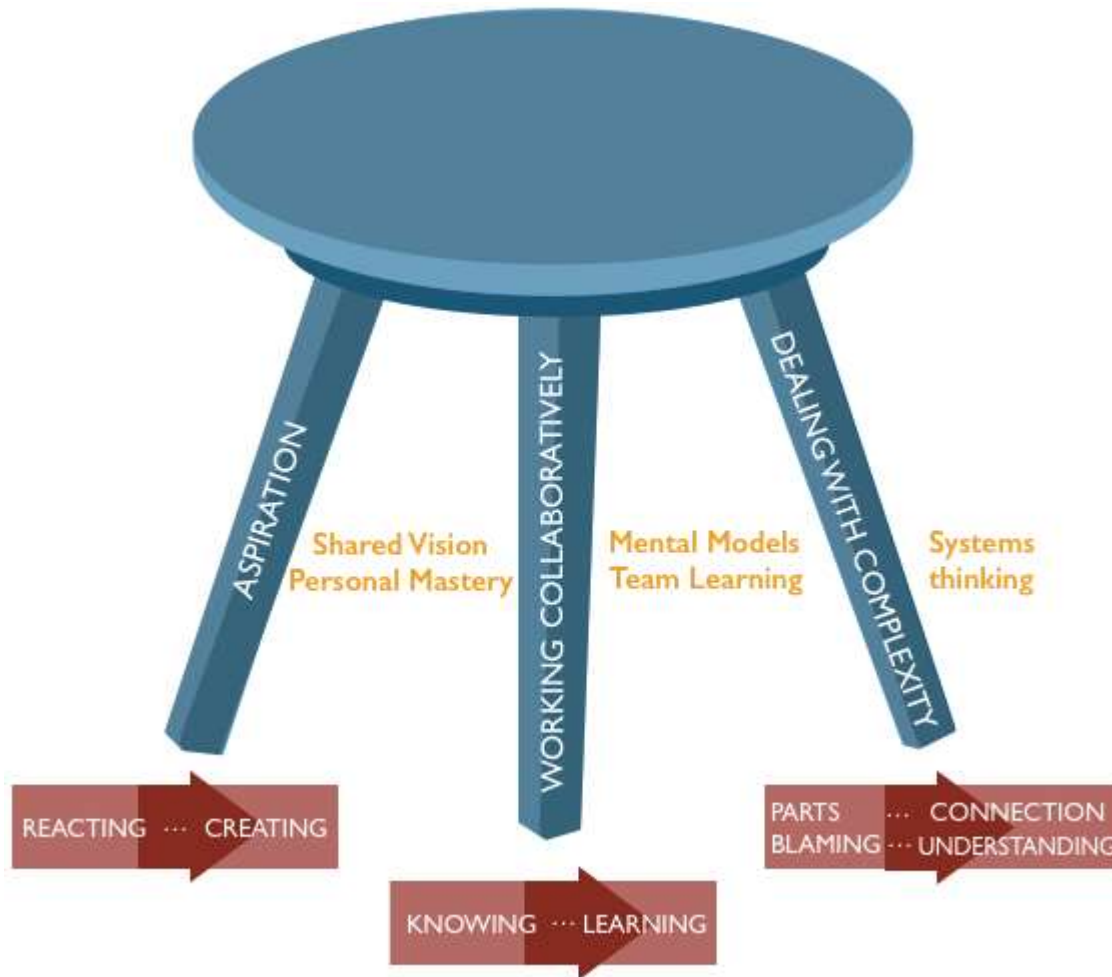 ASPIRATION
Shared Vision
Personal Mastery
WORKING COLLABORATIVELY
Mental Models
Team Learning
DEALING WITH COMPLEXITY
Systems
thinking
REACTING ... CREATING
KNOWING ... LEARNING
PARTS ... CONNECTION
BLAMING ... UNDERSTANDING